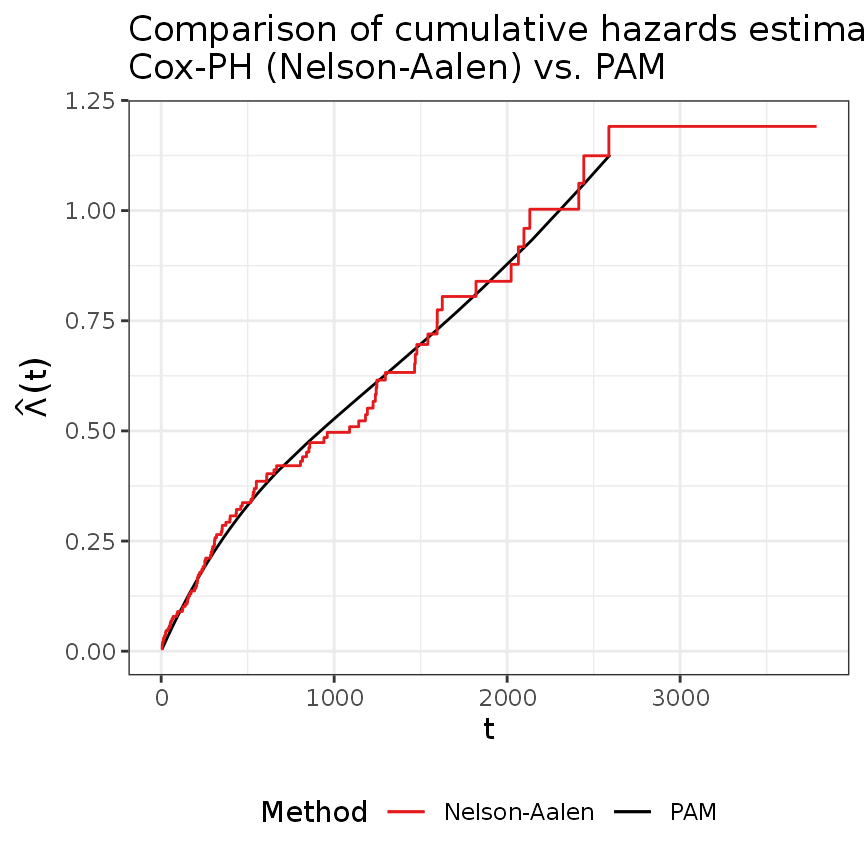 Comparison of cumulative hazards estima
Cox-PH (Nelson-Aalen) vs. PAM
1.25
1.00
0.75
0.50
0.25
0.00
Λ̂(t)
0 1000 2000 3000
t
Method Nelson-Aalen PAM